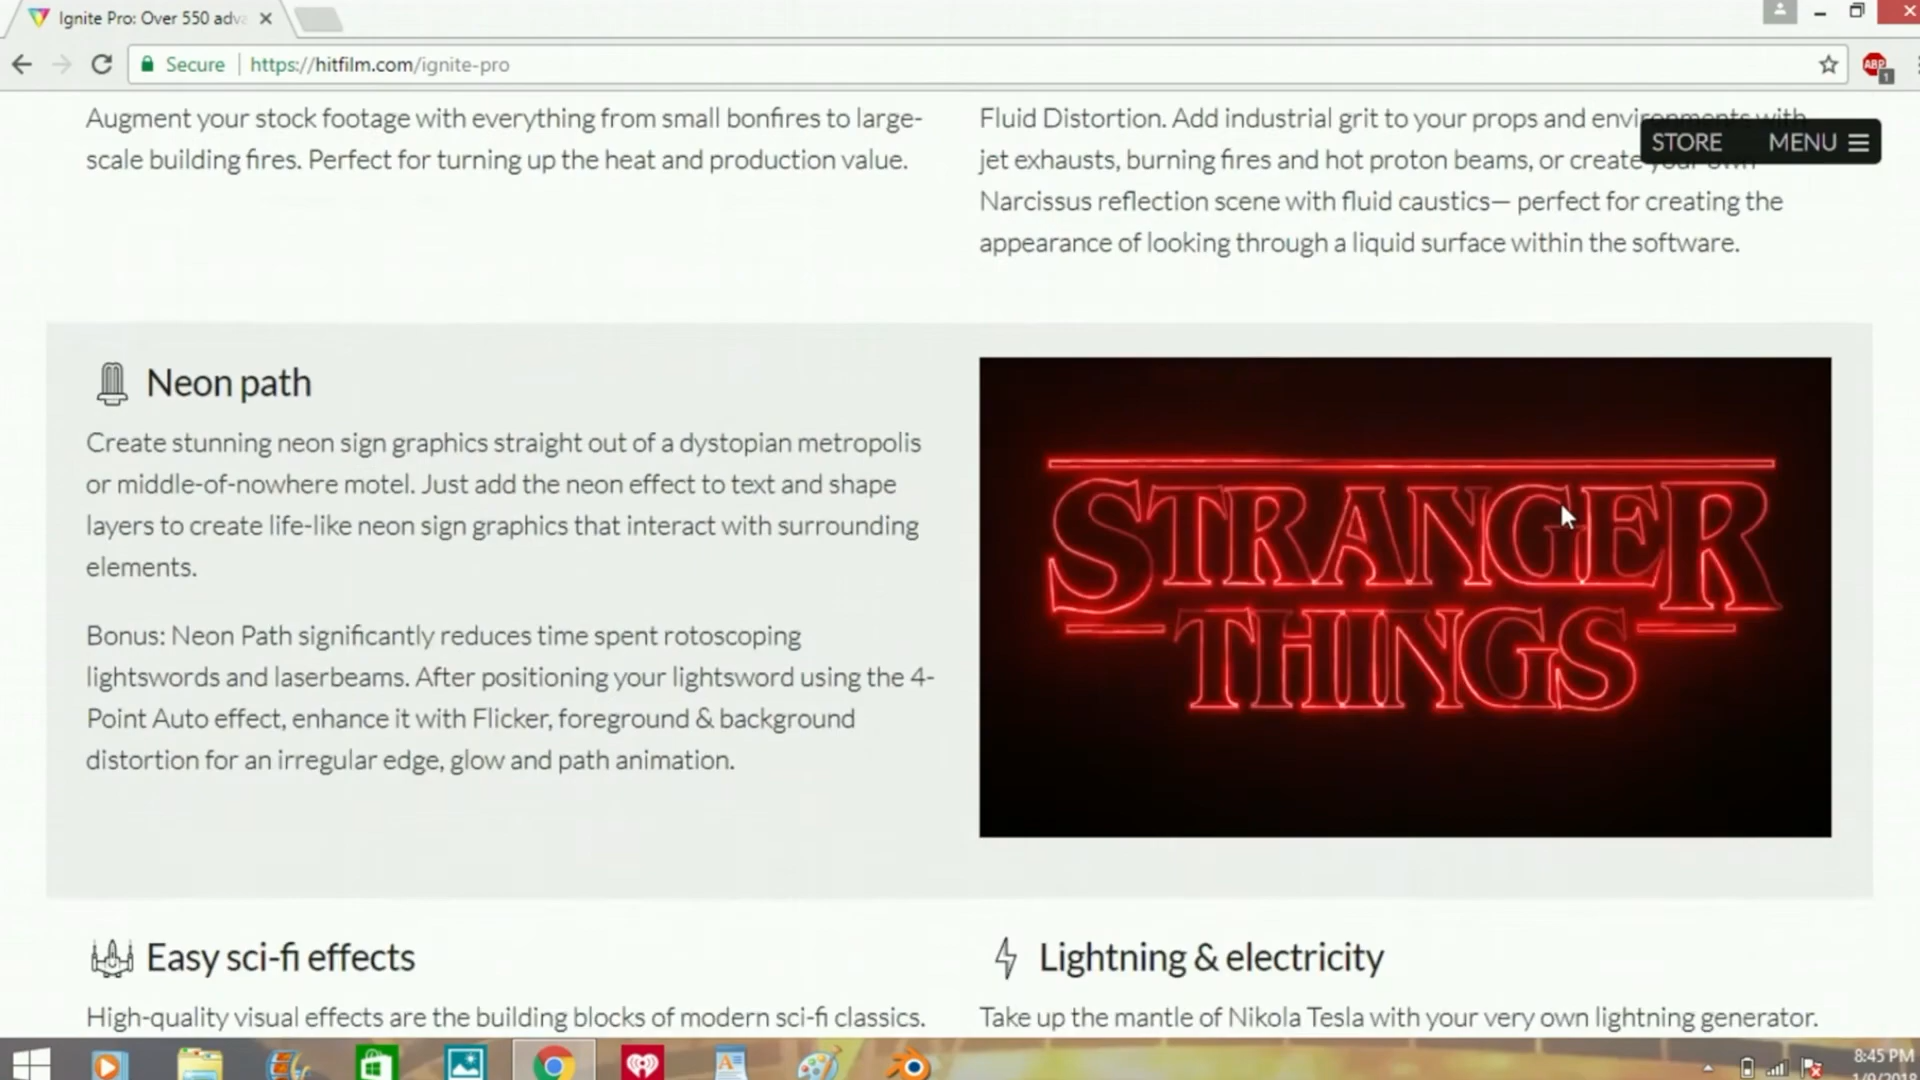 Ignite Pro: Over 550 adv
Secure https://hitfilm.com/ignite-pro
ABP
1
STORE MENU
Augment your stock footage with everything from small bonfires to large-
scale building fires. Perfect for turning up the heat and production value.
Fluid Distortion. Add industrial grit to your props and environments with
jet exhausts, burning fires and hot proton beams, or create your own
Narcissus reflection scene with fluid caustics— perfect for creating the
appearance of looking through a liquid surface within the software.
Neon path
Create stunning neon sign graphics straight out of a dystopian metropolis
or middle-of-nowhere motel. Just add the neon effect to text and shape
layers to create life-like neon sign graphics that interact with surrounding
elements.
Bonus: Neon Path significantly reduces time spent rotoscoping
lightswords and laserbeams. After positioning your lightsword using the 4-
Point Auto effect, enhance it with Flicker, foreground & background
distortion for an irregular edge, glow and path animation.
STRANGER
THINGS
Easy sci-fi effects
High-quality visual effects are the building blocks of modern sci-fi classics.
Lightning & electricity
Take up the mantle of Nikola Tesla with your very own lightning generator.
8:45 PM
1/9/2018